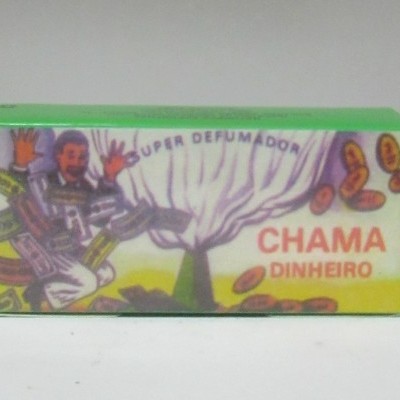 SUPER DEFUMADOR
CHAMA
DINHEIRO